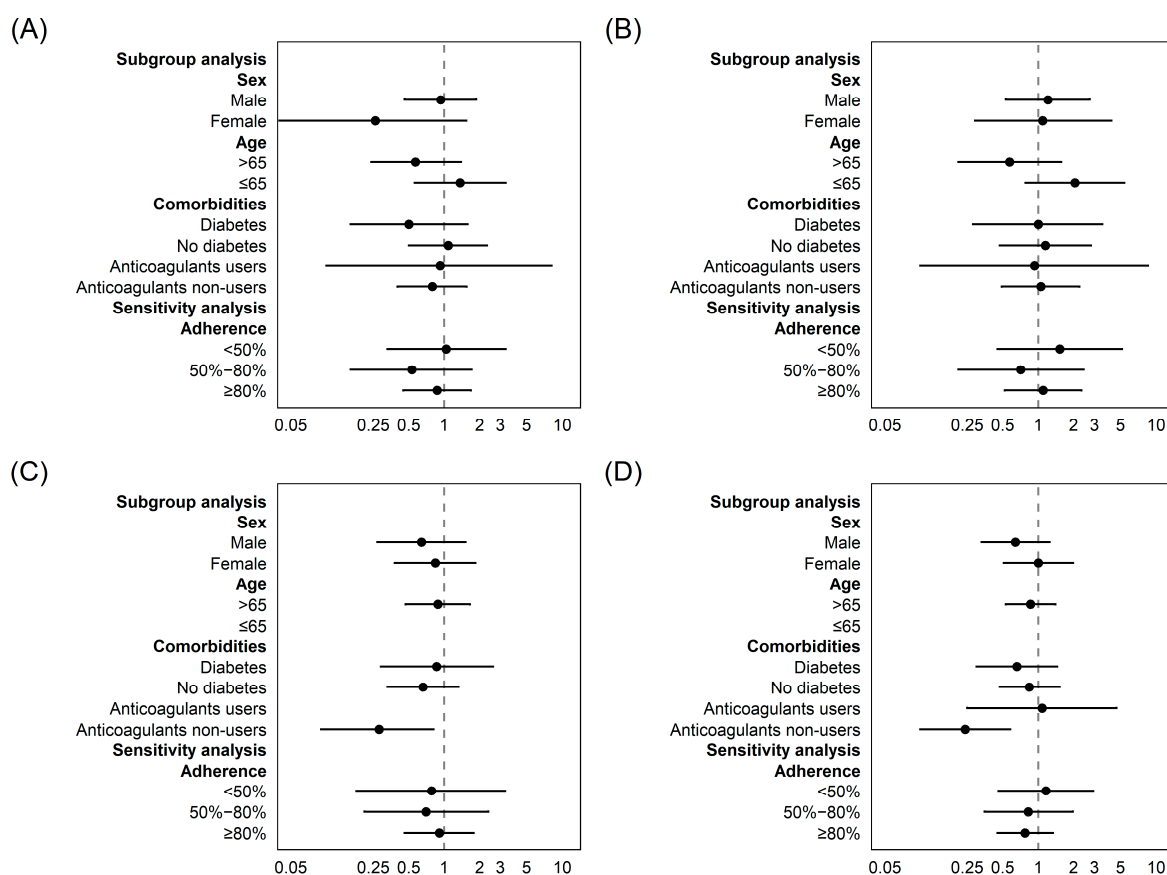 (A)
Subgroup analysis
Sex
Male
Female
Age
>65
≤65
Comorbidities
Diabetes
No diabetes
Anticoagulants users
Anticoagulants non-users
Sensitivity analysis
Adherence
<50%
50%−80%
≥80%
0.05 0.25 0.5 1 2 3 5 10
(B)
Subgroup analysis
Sex
Male
Female
Age
>65
≤65
Comorbidities
Diabetes
No diabetes
Anticoagulants users
Anticoagulants non-users
Sensitivity analysis
Adherence
<50%
50%−80%
≥80%
0.05 0.25 0.5 1 2 3 5 10
(C)
Subgroup analysis
Sex
Male
Female
Age
>65
≤65
Comorbidities
Diabetes
No diabetes
Anticoagulants users
Anticoagulants non-users
Sensitivity analysis
Adherence
<50%
50%−80%
≥80%
0.05 0.25 0.5 1 2 3 5 10
(D)
Subgroup analysis
Sex
Male
Female
Age
>65
≤65
Comorbidities
Diabetes
No diabetes
Anticoagulants users
Anticoagulants non-users
Sensitivity analysis
Adherence
<50%
50%−80%
≥80%
0.05 0.25 0.5 1 2 3 5 10